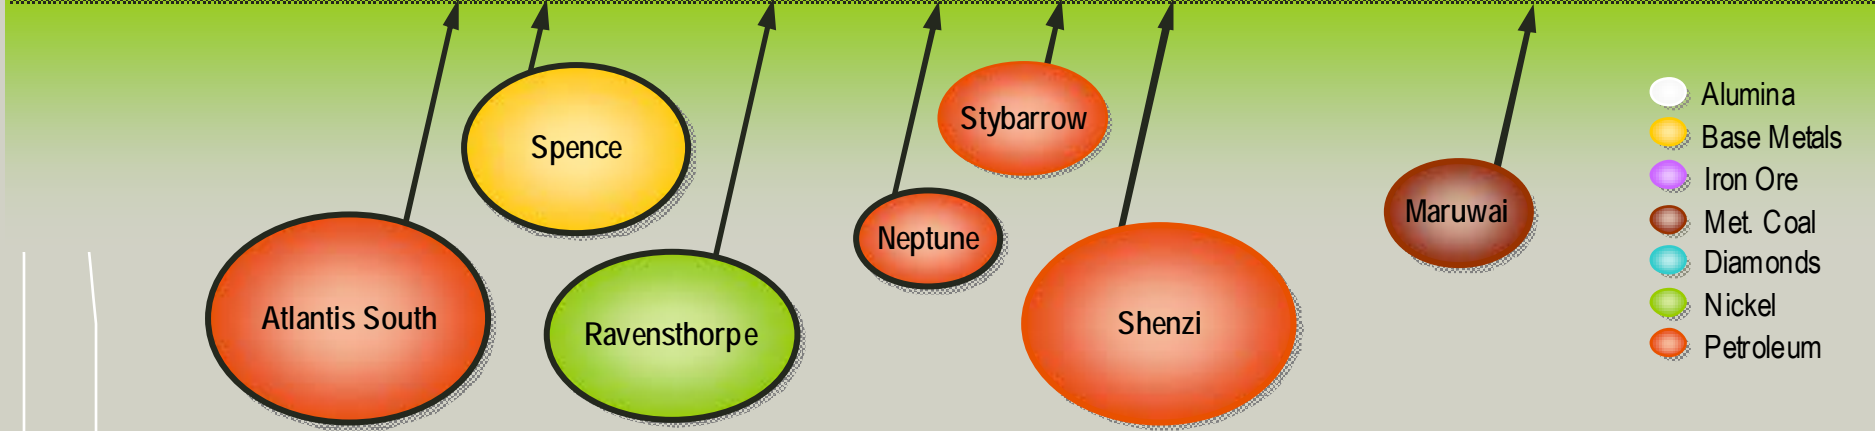 Spence
Stybarrow
Maruwai
Neptune
Atlantis South
Ravensthorpe
Shenzi
Alumina
Base Metals
Iron Ore
Met. Coal
Diamonds
Nickel
Petroleum